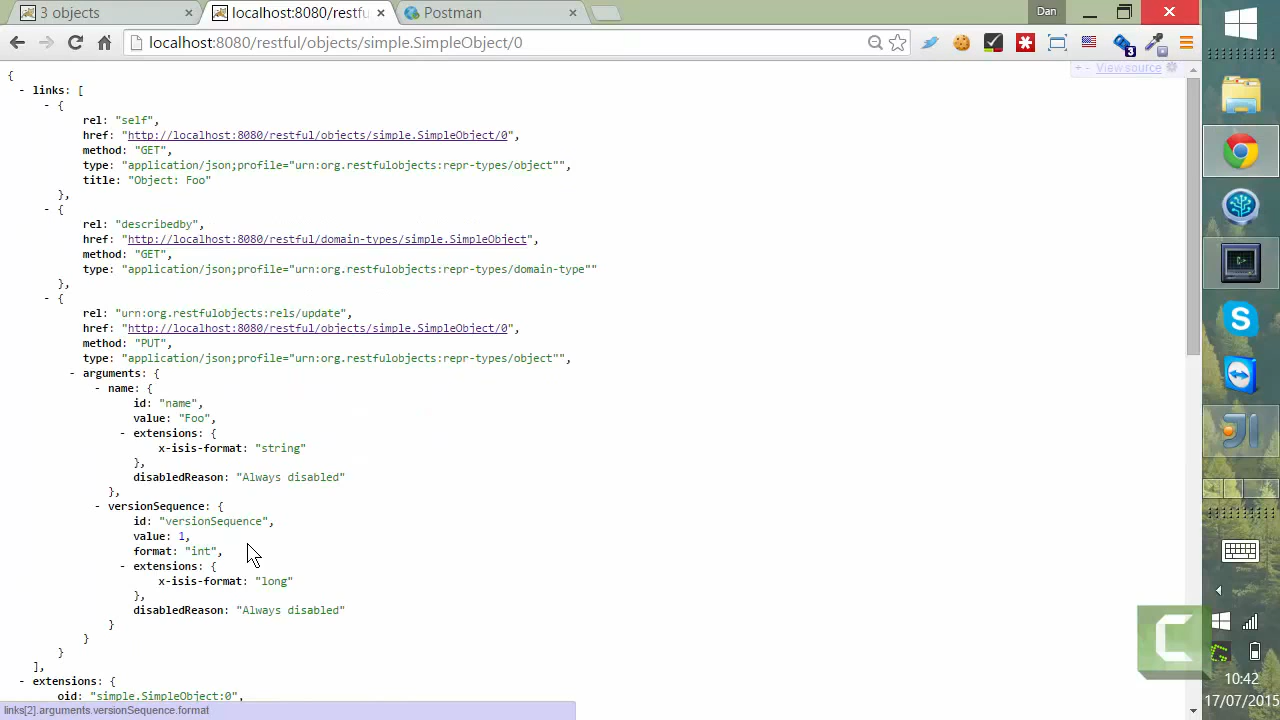 3 objects
localhost:8080/restfu
Postman
Dan
localhost:8080/restful/objects/simple.SimpleObject/0
3
+ - View source
{
- links: [
- {
rel: "self",
href: "http://localhost:8080/restful/objects/simple.SimpleObject/0",
method: "GET",
type: "application/json;profile="urn:org.restfulobjects:repr-types/object"",
title: "Object: Foo"
},
- {
rel: "describedby",
href: "http://localhost:8080/restful/domain-types/simple.SimpleObject",
method: "GET",
type: "application/json;profile="urn:org.restfulobjects:repr-types/domain-type""
},
- {
rel: "urn:org.restfulobjects:rels/update",
href: "http://localhost:8080/restful/objects/simple.SimpleObject/0",
method: "PUT",
type: "application/json;profile="urn:org.restfulobjects:repr-types/object"",
- arguments: {
- name: {
id: "name",
value: "Foo",
- extensions: {
x-isis-format: "string"
},
disabledReason: "Always disabled"
},
- versionSequence: {
id: "versionSequence",
value: 1,
format: "int",
- extensions: {
x-isis-format: "long"
},
disabledReason: "Always disabled"
}
}
}
],
- extensions: {
oid: "simple.SimpleObject:0",
links[2].arguments.versionSequence.format
10:42
17/07/2015